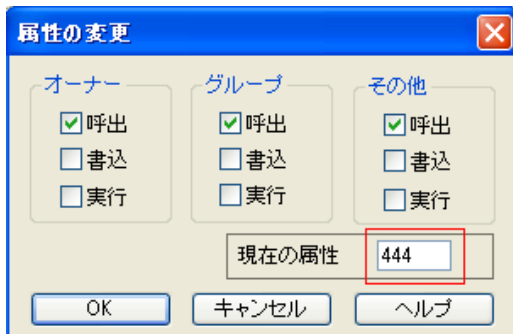 属性の変更
オーナー グループ その他
呼出 呼出 呼出
書込 書込 書込
実行 実行 実行
現在の属性 444
OK キャンセル ヘルプ